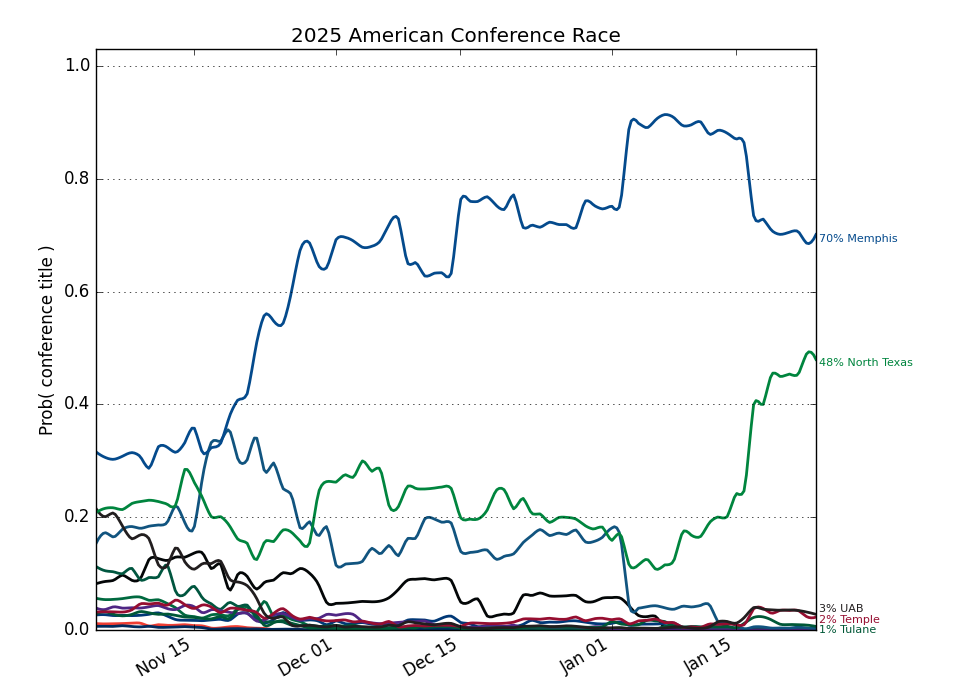 2025 American Conference Race
Prob( conference title )
1.0
0.8
0.6
0.4
0.2
0.0
Nov 15
Dec 01
Dec 15
Jan 01
Jan 15
70% Memphis
48% North Texas
3% UAB
2% Temple
1% Tulane